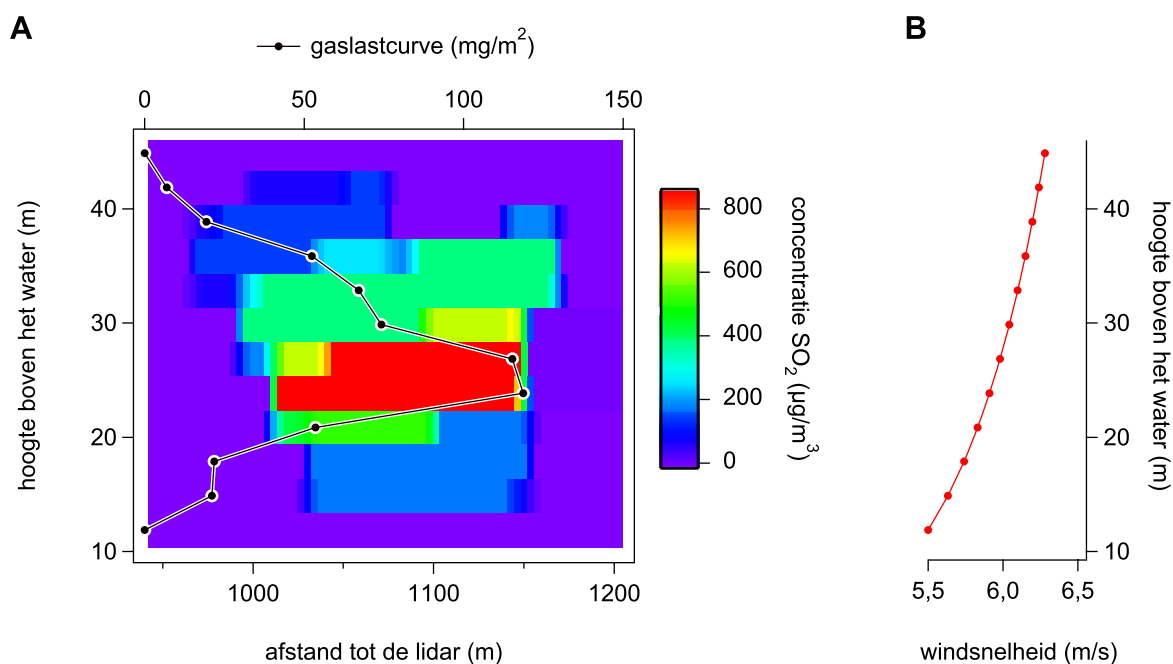 A
gaslastcurve (mg/m²)
0 50 100 150
40
30
20
10
hoogte boven het water (m)
1000 1100 1200
afstand tot de lidar (m)
800
600
400
200
0
concentratie SO₂ (µg/m³)
B
40
30
20
10
hoogte boven het water (m)
5,5 6,0 6,5
windsnelheid (m/s)